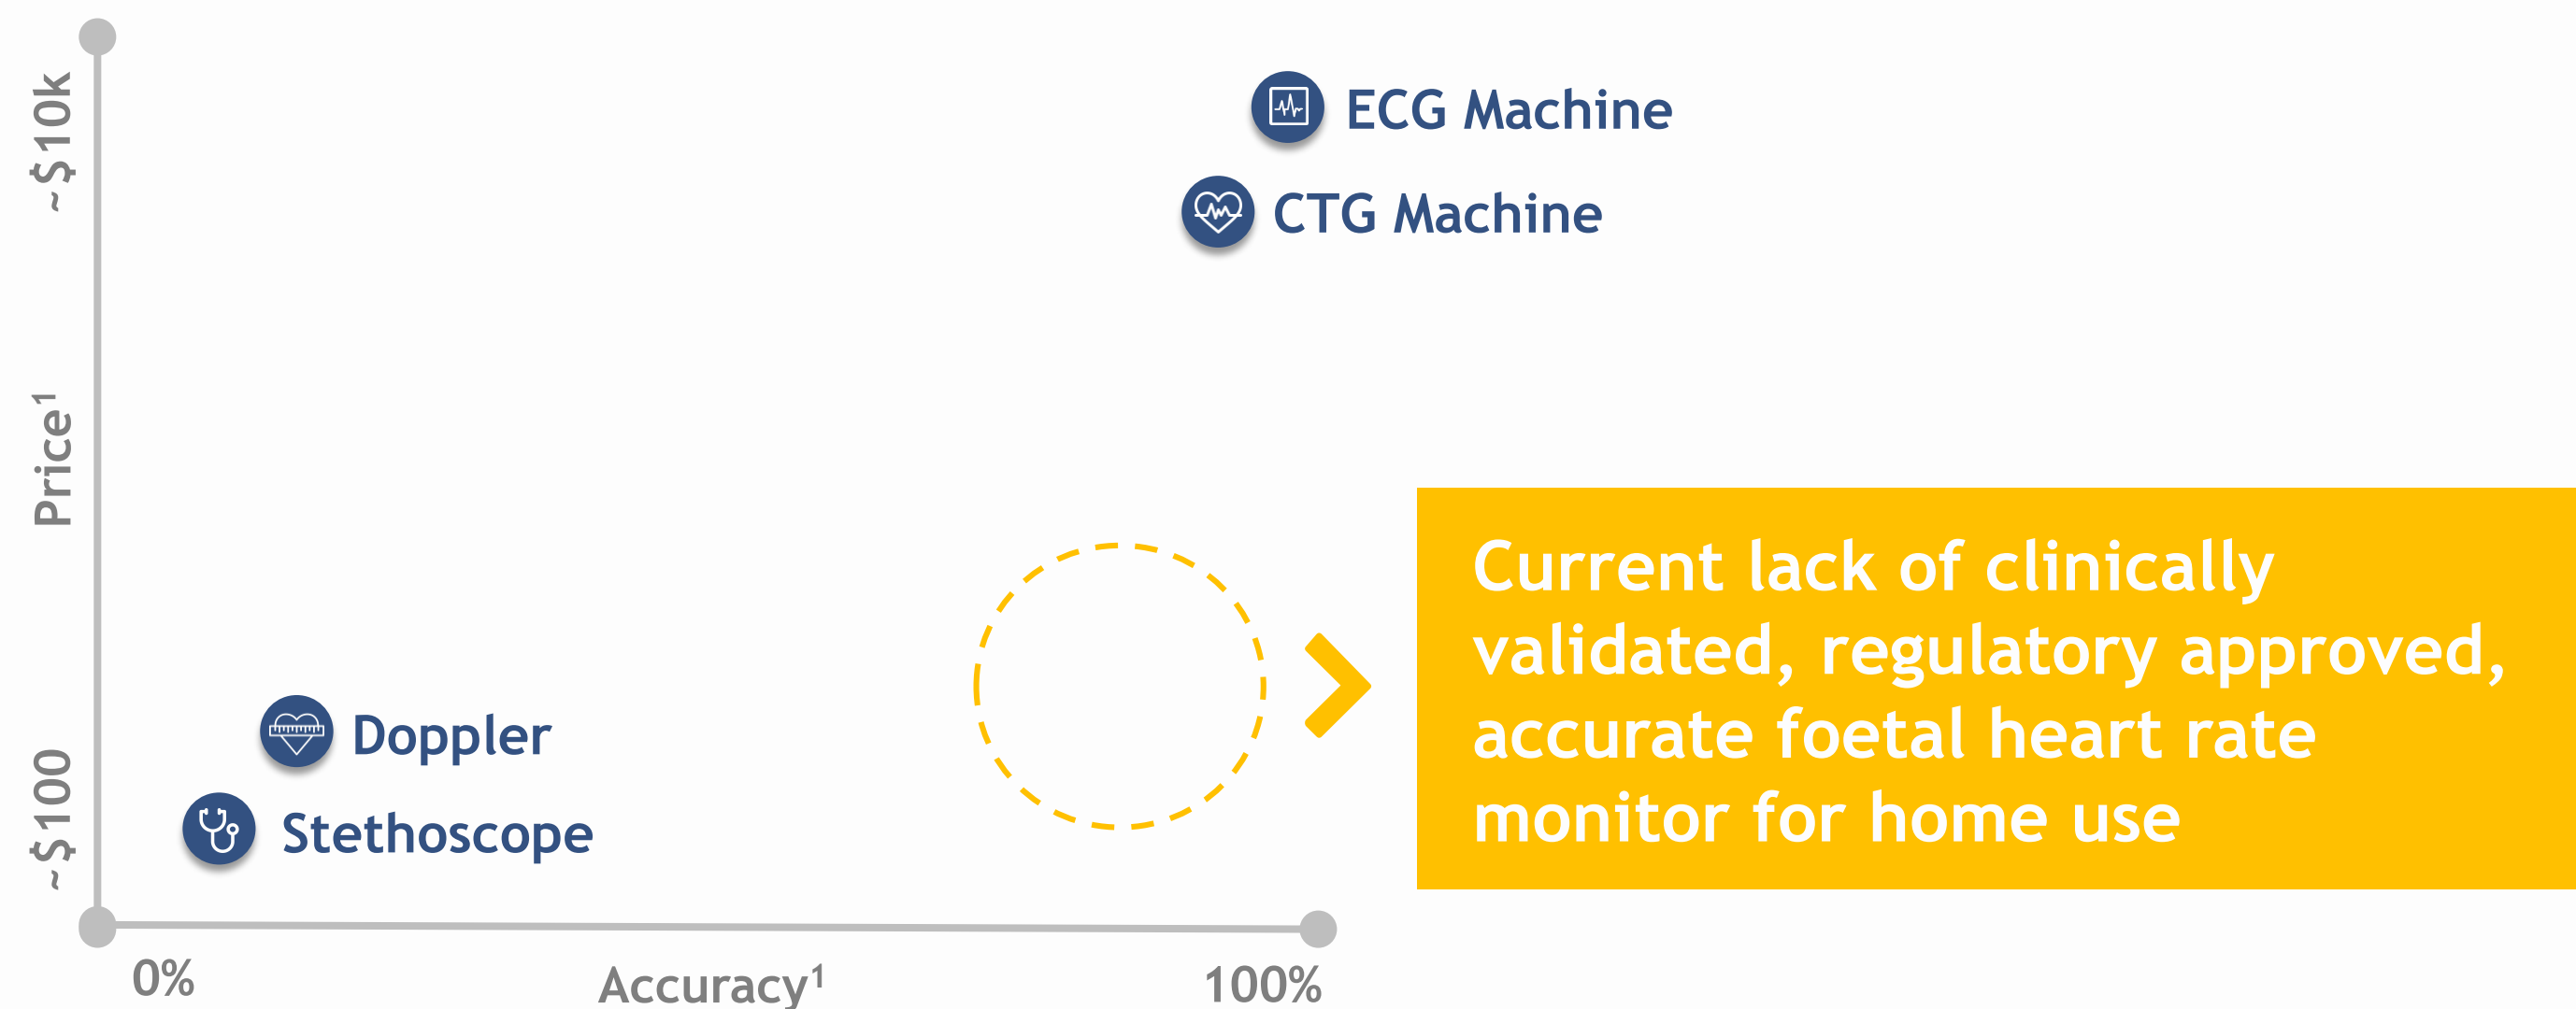 ~$10k
Price¹
~$100
ECG Machine
CTG Machine
Doppler
Stethoscope
Current lack of clinically
validated, regulatory approved,
accurate foetal heart rate
monitor for home use
0%
Accuracy¹
100%